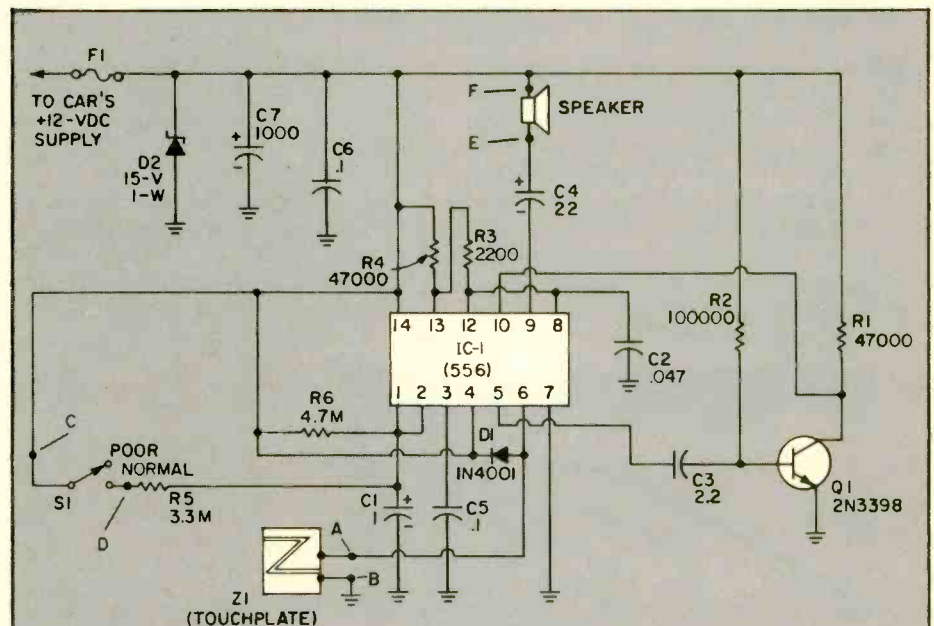 F1
TO CAR'S
+12-VDC
SUPPLY
D2
15-V
1-W
+
C7
1000
-
C6
.1
F
SPEAKER
E
+
C4
22
-
R4
47000
R3
2200
R2
100000
R1
47000
14 13 12 10 9 8
IC-1
(556)
1 2 3 4 5 6 7
C2
.047
R6
4.7M
C
POOR
NORMAL
S1
D
R5
3.3M
D1
1N4001
C3
2.2
Q1
2N3398
C1
1
+
-
C5
.1
A
B
Z1
(TOUCHPLATE)